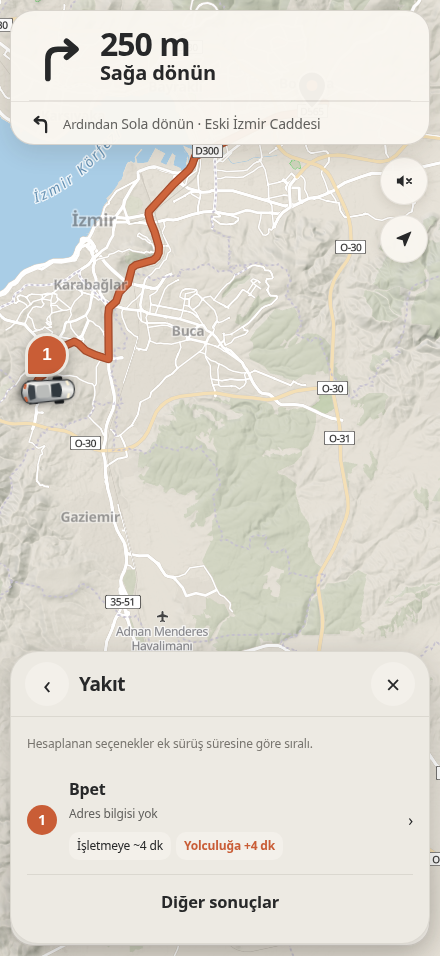 250 m
Sağa dönün
Ardından Sola dönün · Eski İzmir Caddesi
D300
İzmir Körfe
İzmir
O-30
Karabağlar
Buca
1
O-30
O-30
O-31
Gaziemir
35-51
Adnan Menderes
Havalimanı
Yakıt
Hesaplanan seçenekler ek sürüş süresine göre sıralı.
Bpet
1
Adres bilgisi yok
İşletmeye ~4 dk
Yolculuğa +4 dk
Diğer sonuçlar